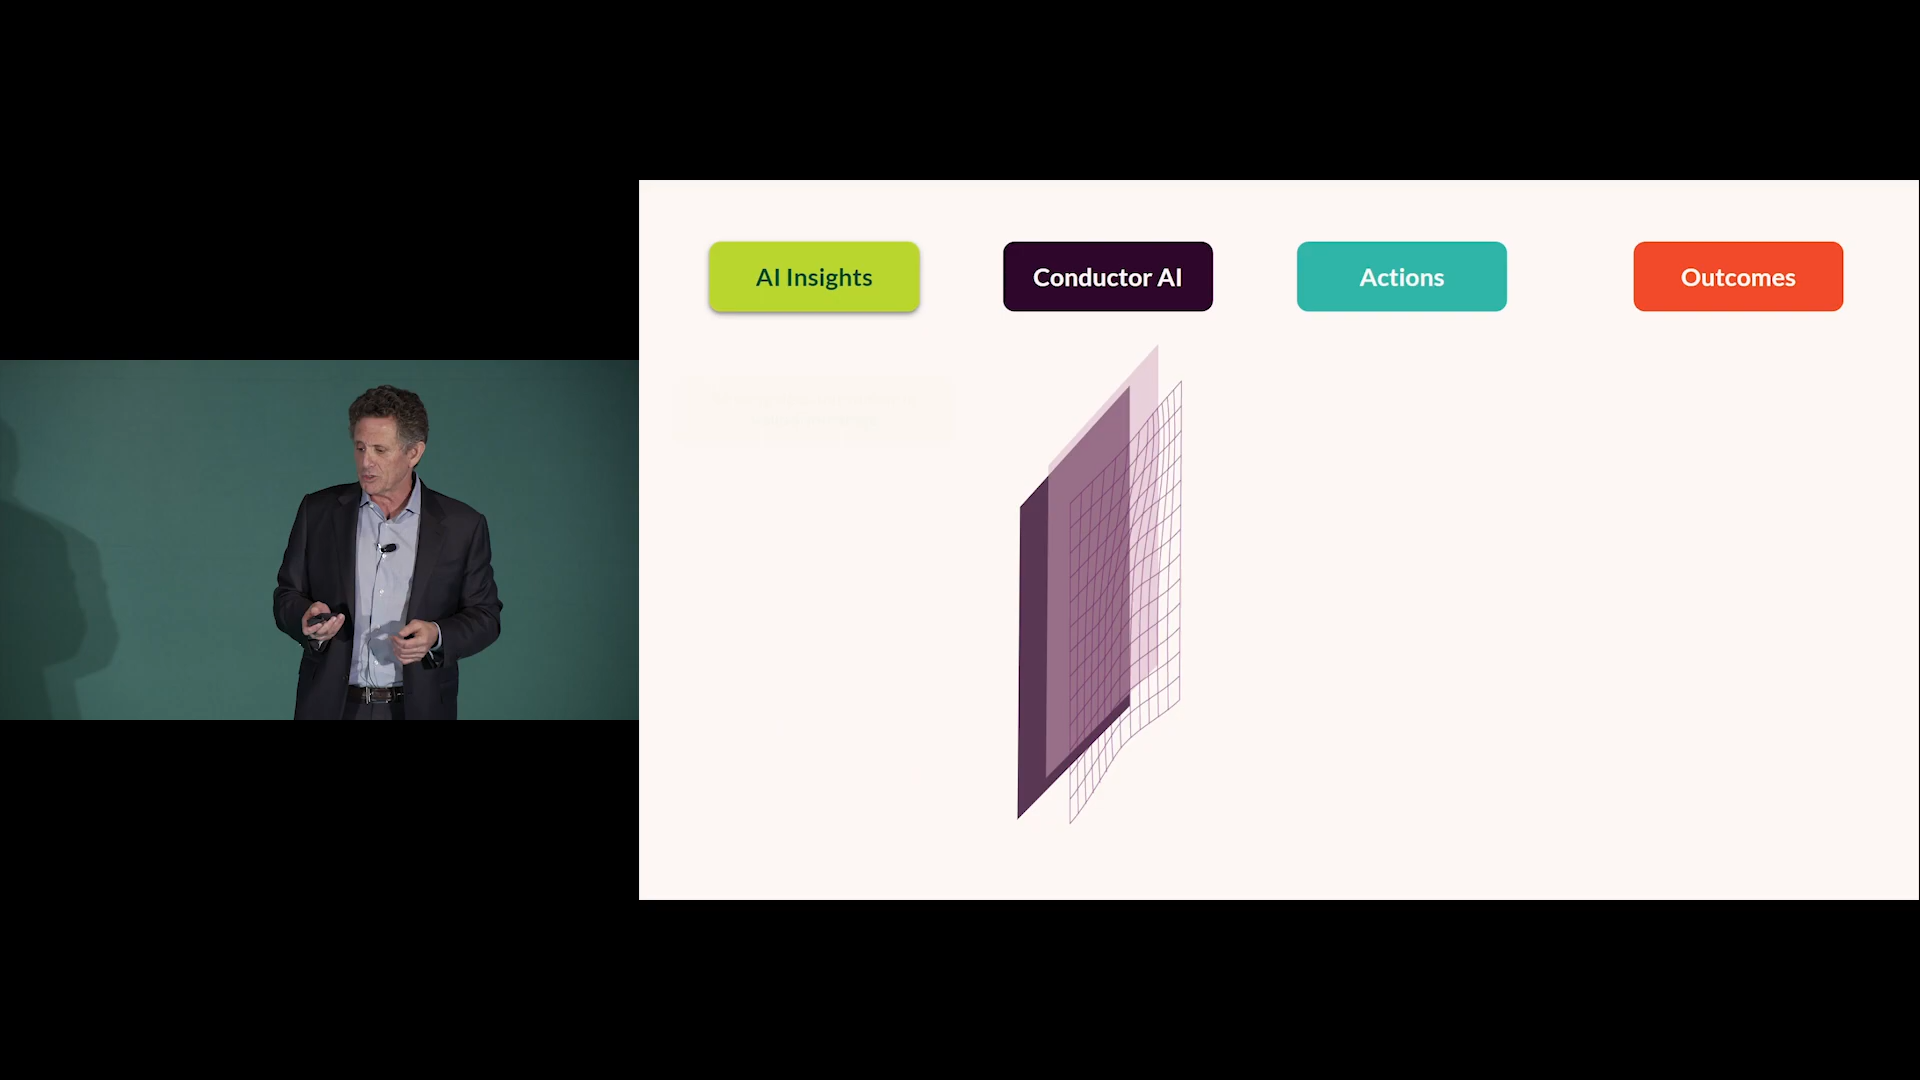 AI Insights
Conductor AI
Actions
Outcomes